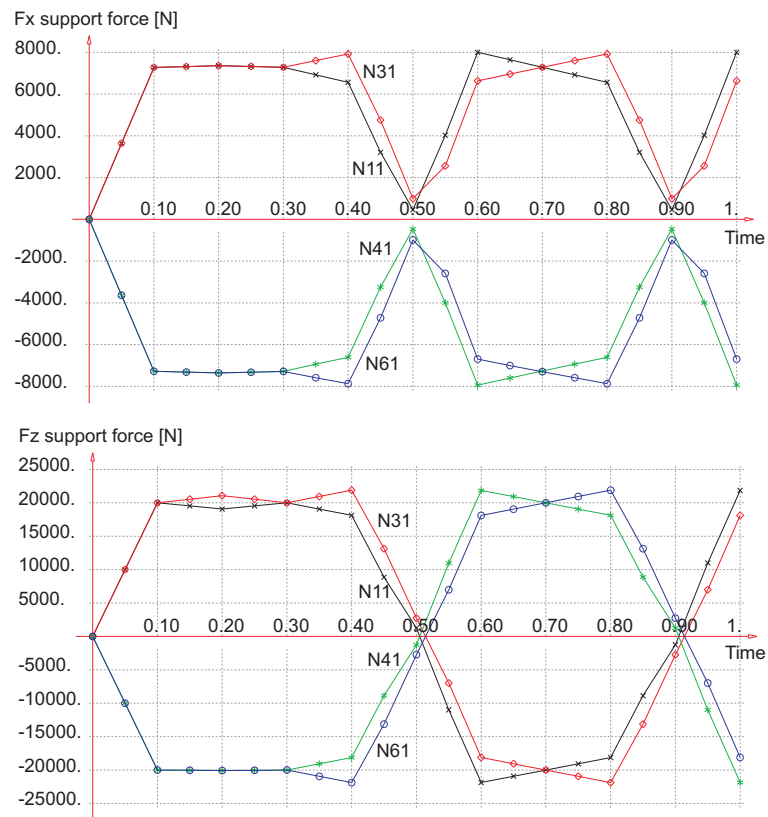 Fx support force [N]
8000.
N31
6000.
4000.
N11
2000.
0.10 0.20 0.30 0.40 0.50 0.60 0.70 0.80 0.90 1.
Time
N41
-2000.
-4000.
-6000.
N61
-8000.
Fz support force [N]
25000.
20000.
N31
15000.
10000.
N11
5000.
0.10 0.20 0.30 0.40 0.50 0.60 0.70 0.80 0.90 1.
Time
N41
-5000.
-10000.
-15000.
N61
-20000.
-25000.